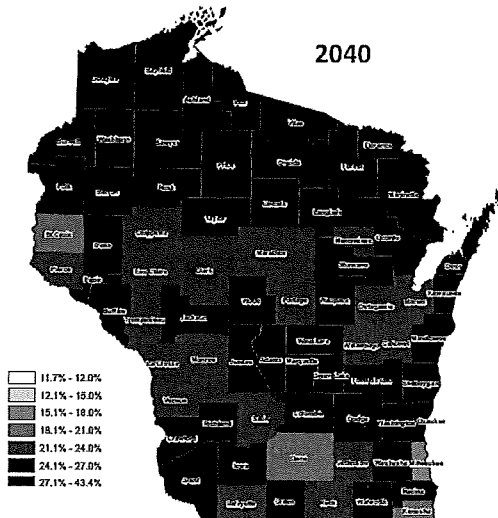 2040
Douglas
Bayfield
Ashland
Iron
Vilas
Florence
Burnett
Washburn
Sawyer
Price
Oneida
Forest
Marinette
Polk
Barron
Rusk
Lincoln
Langlade
Taylor
Oconto
St. Croix
Dunn
Chippewa
Marathon
Menominee
Shawano
Door
Pierce
Pepin
Eau Claire
Clark
Kewaunee
Buffalo
Trempealeau
Jackson
Wood
Portage
Waupaca
Outagamie
Brown
La Crosse
Monroe
Juneau
Adams
Waushara
Marquette
Green Lake
Winnebago
Calumet
Manitowoc
Fond du Lac
Sheboygan
Vernon
Richland
Sauk
Columbia
Dodge
Washington
Ozaukee
Crawford
Grant
Iowa
Dane
Jefferson
Waukesha
Milwaukee
Lafayette
Green
Rock
Walworth
Racine
Kenosha
11.7% - 12.0%
12.1% - 15.0%
15.1% - 18.0%
18.1% - 21.0%
21.1% - 24.0%
24.1% - 27.0%
27.1% - 43.4%